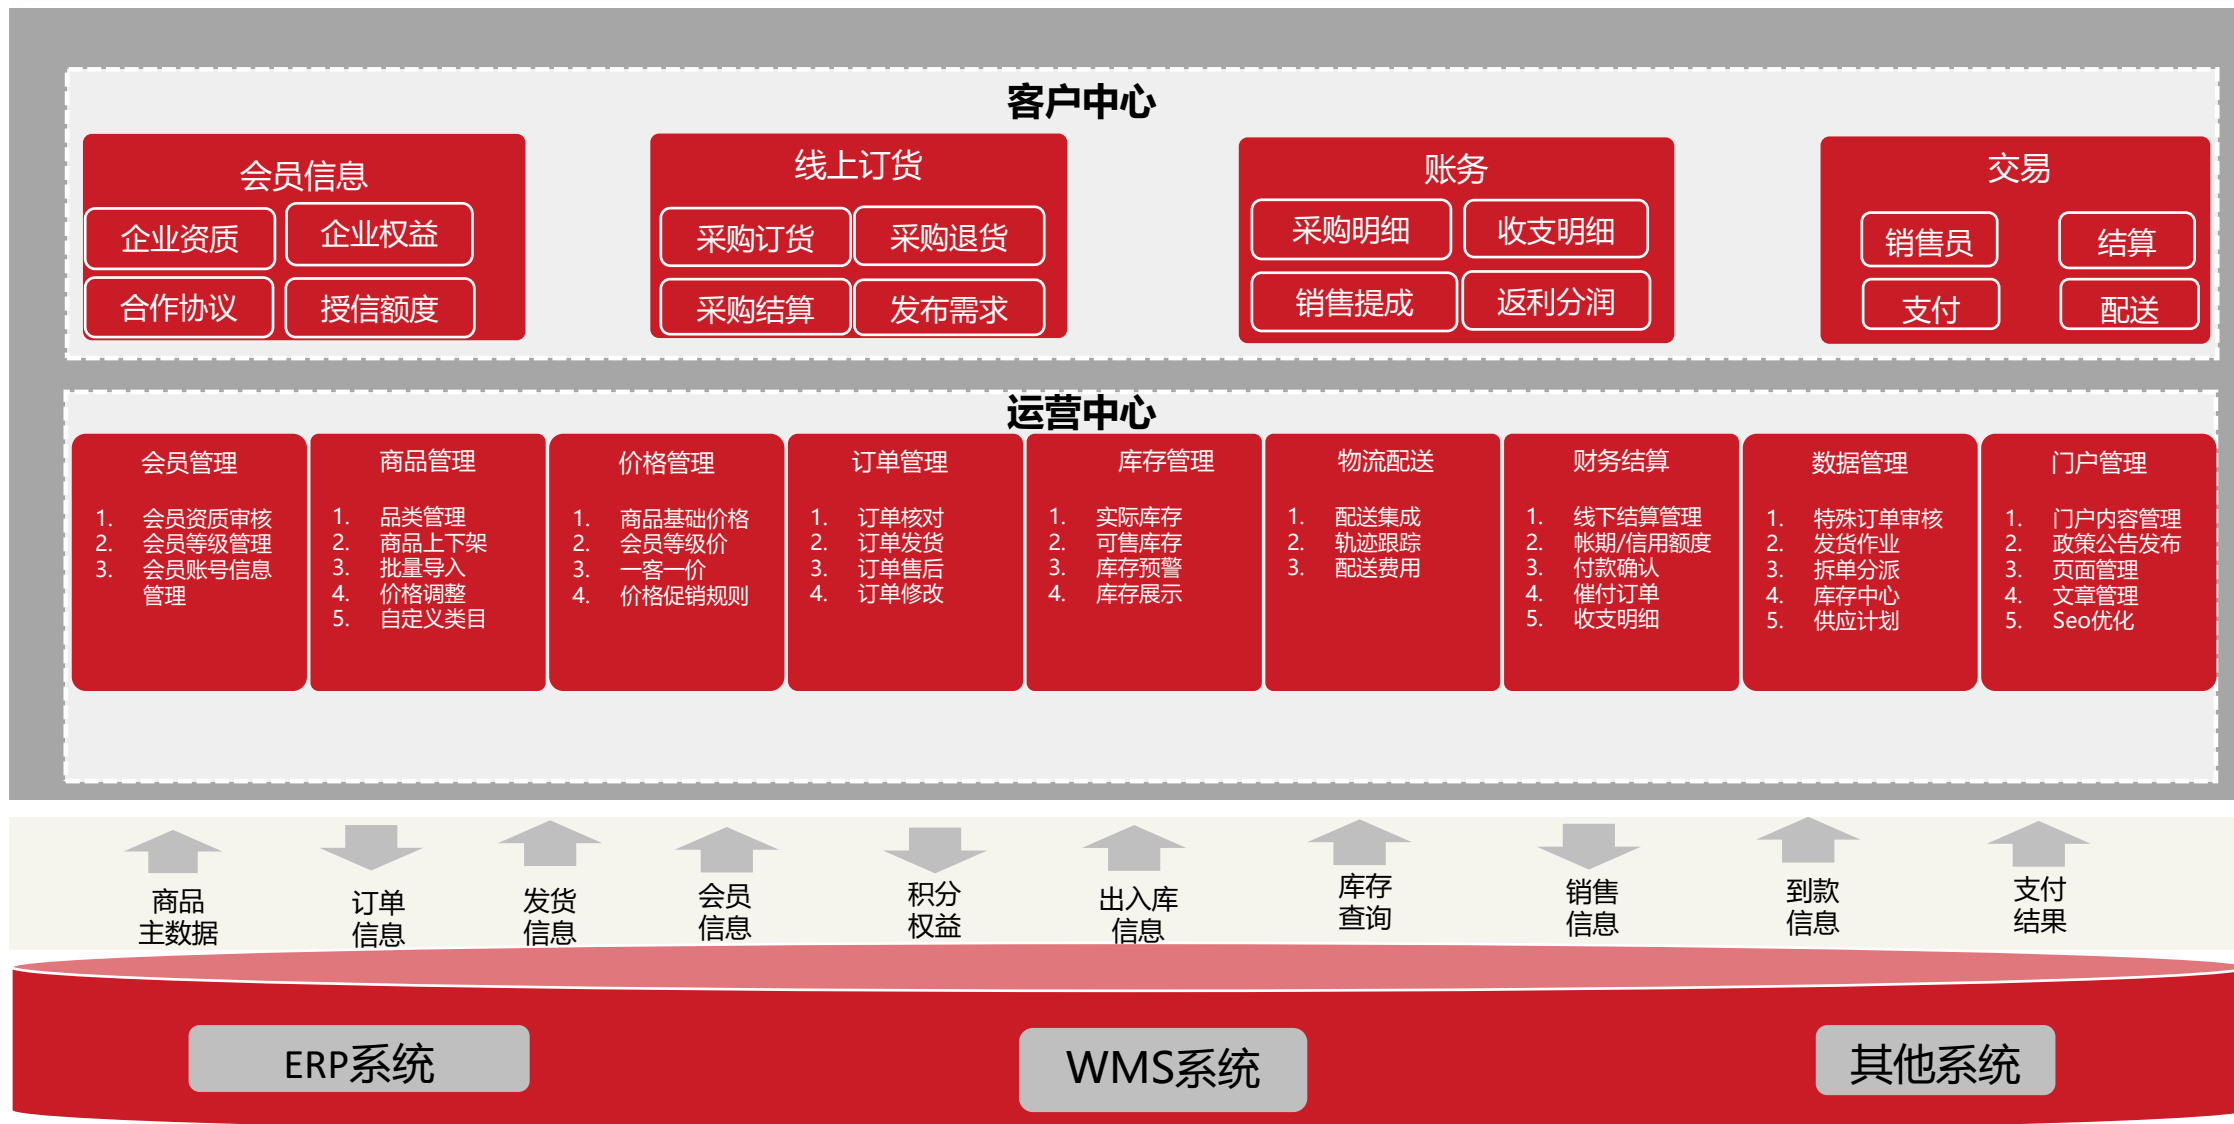 客户中心
会员信息
企业资质
企业权益
合作协议
授信额度
线上订货
采购订货
采购退货
采购结算
发布需求
账务
采购明细
收支明细
销售提成
返利分润
交易
销售员
结算
支付
配送
运营中心
会员管理
1. 会员资质审核
2. 会员等级管理
3. 会员账号信息
管理
商品管理
1. 品类管理
2. 商品上下架
3. 批量导入
4. 价格调整
5. 自定义类目
价格管理
1. 商品基础价格
2. 会员等级价
3. 一客一价
4. 价格促销规则
订单管理
1. 订单核对
2. 订单发货
3. 订单售后
4. 订单修改
库存管理
1. 实际库存
2. 可售库存
3. 库存预警
4. 库存展示
物流配送
1. 配送集成
2. 轨迹跟踪
3. 配送费用
财务结算
1. 线下结算管理
2. 帐期/信用额度
3. 付款确认
4. 催付订单
5. 收支明细
数据管理
1. 特殊订单审核
2. 发货作业
3. 拆单分派
4. 库存中心
5. 供应计划
门户管理
1. 门户内容管理
2. 政策公告发布
3. 页面管理
4. 文章管理
5. Seo优化
商品
主数据
订单
信息
发货
信息
会员
信息
积分
权益
出入库
信息
库存
查询
销售
信息
到款
信息
支付
结果
ERP系统
WMS系统
其他系统